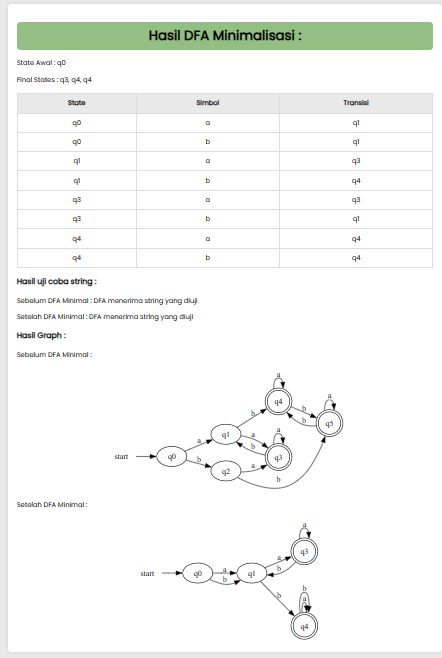 Hasil DFA Minimalisasi :
State Awal : q0
Final States : q3, q4, q4
State Simbol Transisi
q0 a q1
q0 b q1
q1 a q3
q1 b q4
q3 a q3
q3 b q1
q4 a q4
q4 b q4
Hasil uji coba string :
Sebelum DFA Minimal : DFA menerima string yang diuji
Setelah DFA Minimal : DFA menerima string yang diuji
Hasil Graph :
Sebelum DFA Minimal :
a
q4
a
b
b
b
q5
q1
a
a
b
q3
start
q0
a
b
q2
a
b
Setelah DFA Minimal :
a
q3
a
b
start
q0
a
b
q1
b
b
a
q4